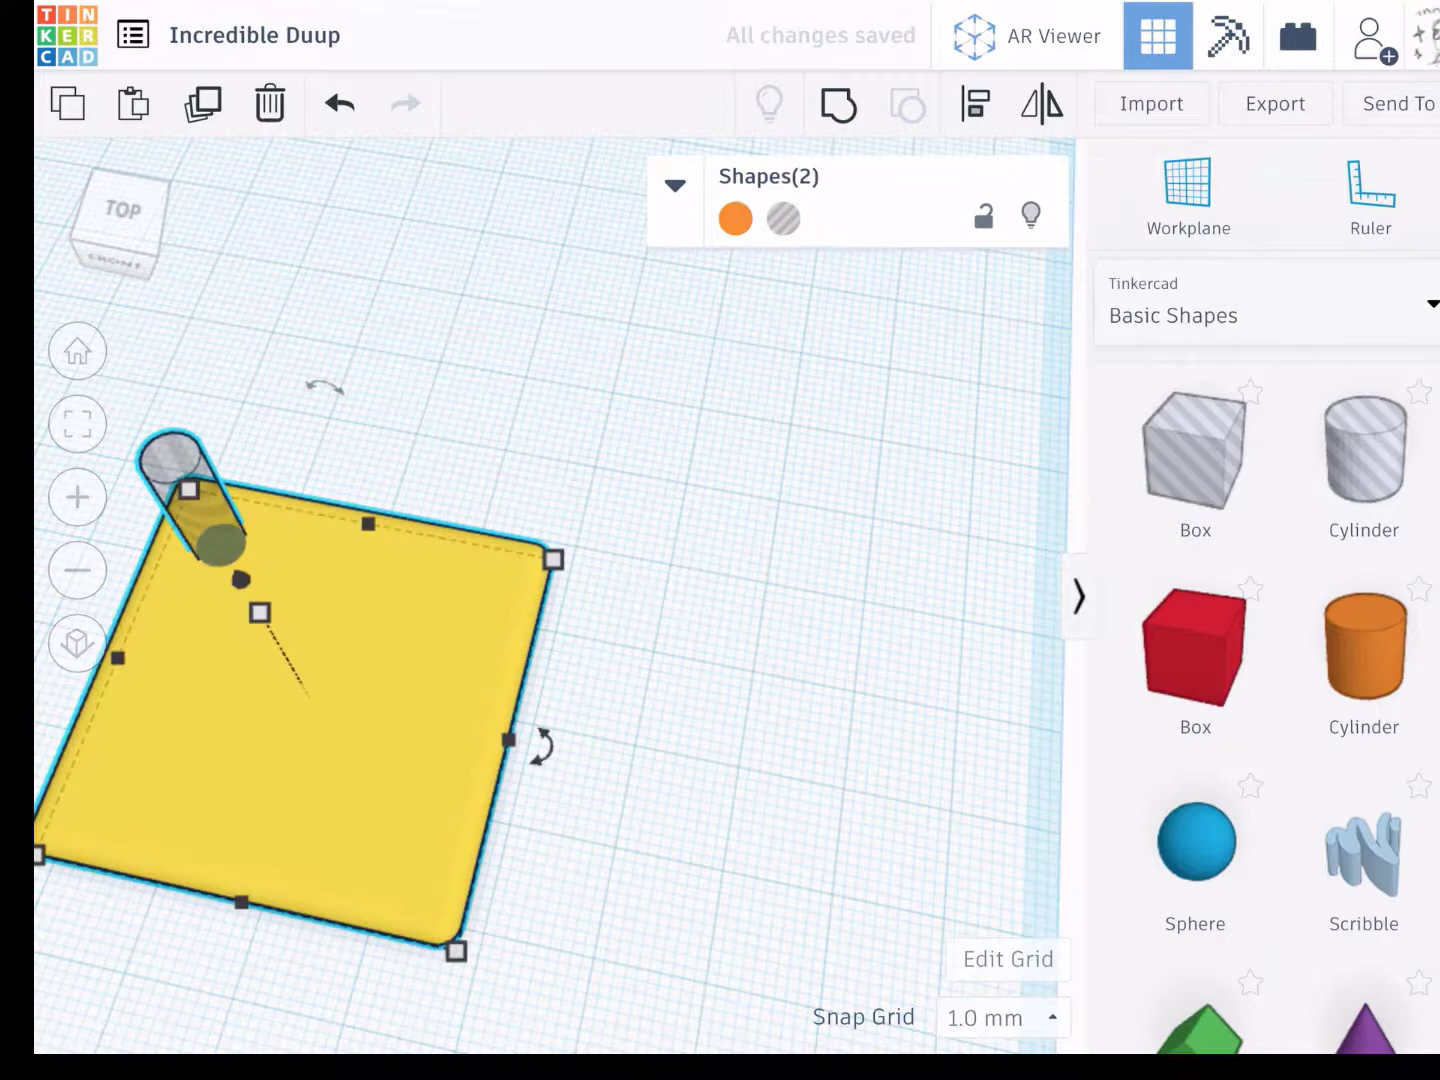 TIN
KER
CAD
Incredible Duup
All changes saved
AR Viewer
Import
Export
Send To
TOP
FRONT
Shapes(2)
Workplane
Ruler
Tinkercad
Basic Shapes
Box
Cylinder
Box
Cylinder
Sphere
Scribble
Edit Grid
Snap Grid
1.0 mm